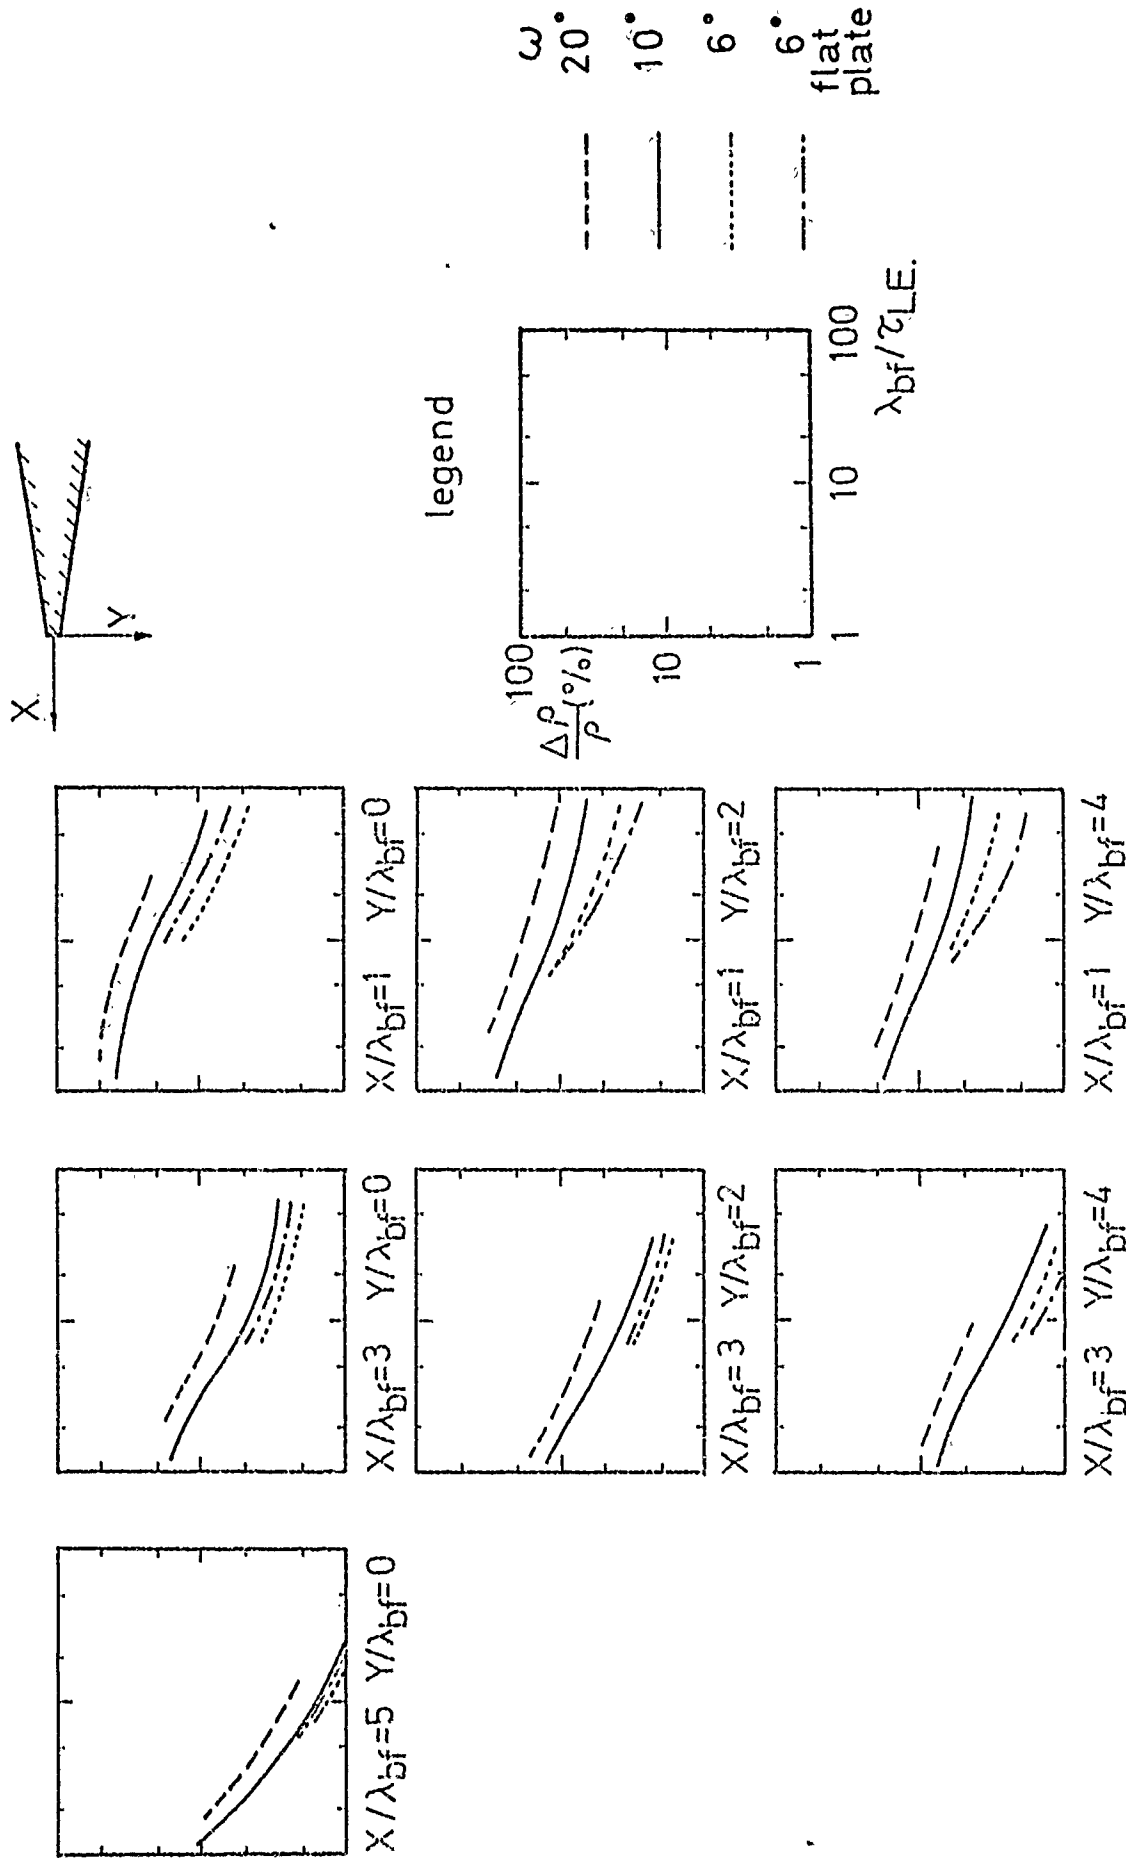 X
Y
X/λbf=5 Y/λbf=0
X/λbf=3 Y/λbf=0
X/λbf=1 Y/λbf=0
X/λbf=3 Y/λbf=2
X/λbf=1 Y/λbf=2
X/λbf=3 Y/λbf=4
X/λbf=1 Y/λbf=4
legend
100
Δρ/ρ (%)
10
1
1 10 100
λbf/τLE.
ω
20°
10°
6°
6°
flat
plate